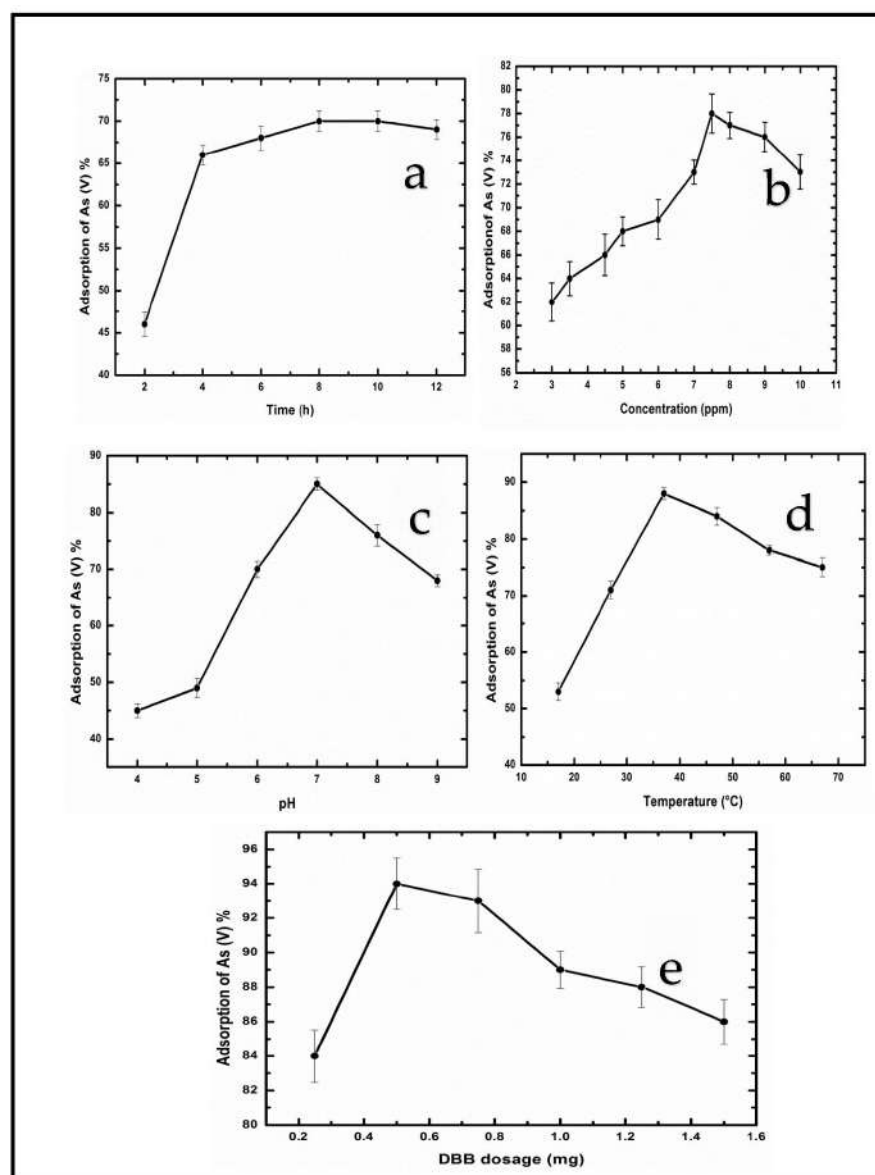 75
70
65
60
55
50
45
40
Adsorption of As (V) %
a
2 4 6 8 10 12
Time (h)
82
80
78
76
74
72
70
68
66
64
62
60
58
56
Adsorptionof As (V) %
b
2 3 4 5 6 7 8 9 10 11
Concentration (ppm)
90
80
70
60
50
40
Adsorption of As (V) %
c
4 5 6 7 8 9
pH
90
80
70
60
50
40
Adsorption of As (V) %
d
10 20 30 40 50 60 70
Temperature (°C)
96
94
92
90
88
86
84
82
80
Adsorption of As (V) %
e
0.2 0.4 0.6 0.8 1.0 1.2 1.4 1.6
DBB dosage (mg)